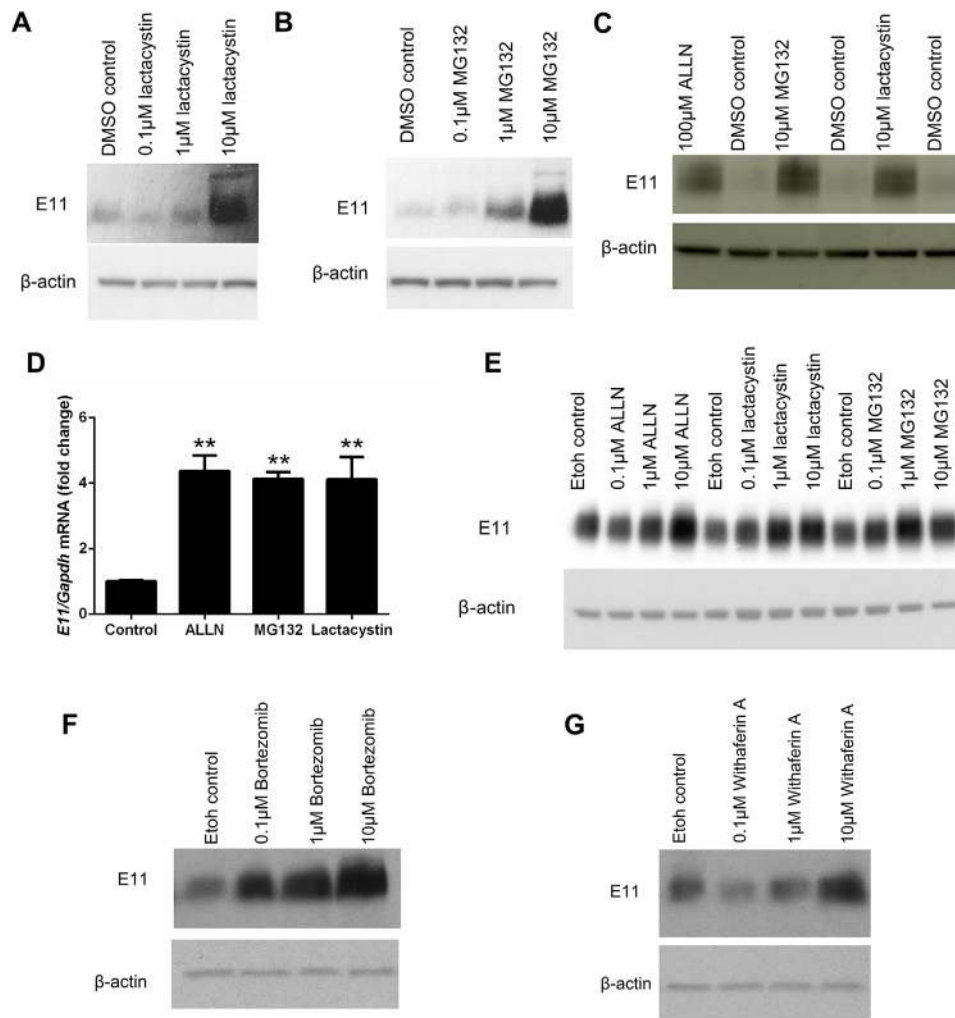 A
DMSO control
0.1µM lactacystin
1µM lactacystin
10µM lactacystin
E11
β-actin
B
DMSO control
0.1µM MG132
1µM MG132
10µM MG132
E11
β-actin
C
100µM ALLN
DMSO control
10µM MG132
DMSO control
10µM lactacystin
DMSO control
E11
β-actin
D
E11/Gapdh mRNA (fold change)
6
4
2
0
**
**
**
Control
ALLN
MG132
Lactacystin
E
Etoh control
0.1µM ALLN
1µM ALLN
10µM ALLN
Etoh control
0.1µM lactacystin
1µM lactacystin
10µM lactacystin
Etoh control
0.1µM MG132
1µM MG132
10µM MG132
E11
β-actin
F
Etoh control
0.1µM Bortezomib
1µM Bortezomib
10µM Bortezomib
E11
β-actin
G
Etoh control
0.1µM Withaferin A
1µM Withaferin A
10µM Withaferin A
E11
β-actin